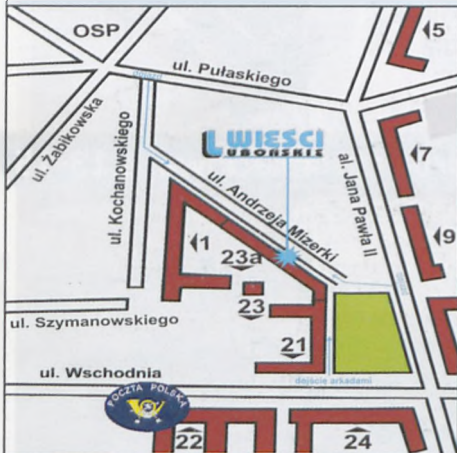 OSP
5
ul. Pułaskiego
ul. Żabikowska
ul. Kochanowskiego
WIEŚCI
LUBOŃSKIE
al. Jana Pawła II
7
ul. Andrzeja Mizerki
1
23a
9
23
ul. Szymanowskiego
21
ul. Wschodnia
dojście arkadami
POCZTA POLSKA
22
24